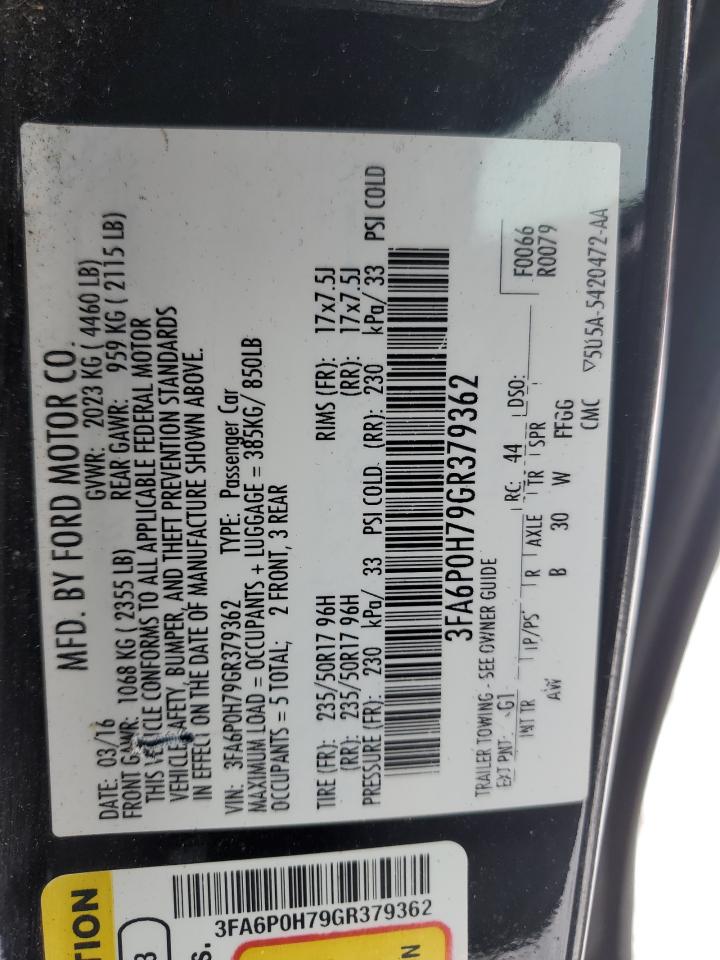 MFD. BY FORD MOTOR CO.
DATE: 03/16 GVWR: 2023 KG ( 4460 LB)
FRONT GAWR: 1068 KG ( 2355 LB) REAR GAWR: 959 KG ( 2115 LB)
THIS VEHICLE CONFORMS TO ALL APPLICABLE FEDERAL MOTOR
VEHICLE SAFETY, BUMPER, AND THEFT PREVENTION STANDARDS
IN EFFECT ON THE DATE OF MANUFACTURE SHOWN ABOVE.
VIN: 3FA6P0H79GR379362 TYPE: Passenger Car
MAXIMUM LOAD = OCCUPANTS + LUGGAGE = 385KG/ 850LB
OCCUPANTS = 5 TOTAL; 2 FRONT, 3 REAR
TIRE (FR): 235/50R17 96H RIMS (FR): 17x7.5J
(RR): 235/50R17 96H (RR): 17x7.5J
PRESSURE (FR): 230 kPa/ 33 PSI COLD (RR): 230 kPa/ 33 PSI COLD
3FA6P0H79GR379362
TRAILER TOWING - SEE OWNER GUIDE
EXT PNT: G1 RC: 44 DSO: F0066
R0079
INT TR TP/PS R AXLE TR SPR
AW B 30 W FFGG
CMC ▽5U5A-5420472-AA
TION
3FA6P0H79GR379362
S.
ION